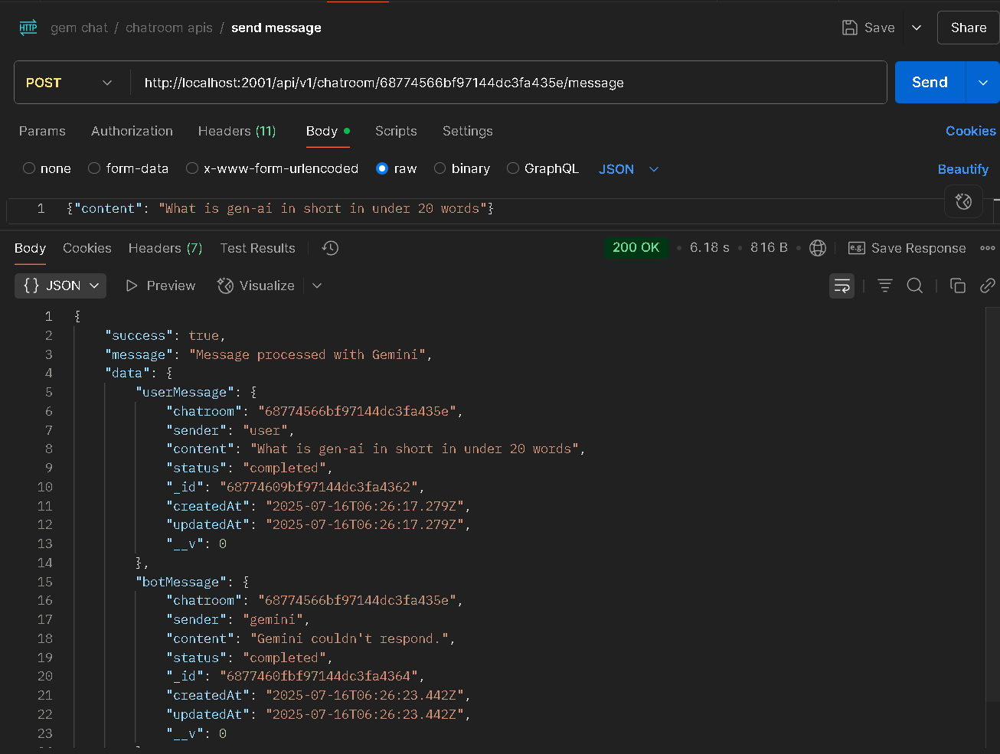 HTTP gem chat / chatroom apis / send message Save Share
POST http://localhost:2001/api/v1/chatroom/68774566bf97144dc3fa435e/message Send
Params Authorization Headers (11) Body Scripts Settings Cookies
none form-data x-www-form-urlencoded raw binary GraphQL JSON Beautify
1 {"content": "What is gen-ai in short in under 20 words"}
Body Cookies Headers (7) Test Results 200 OK 6.18 s 816 B e.g. Save Response
{} JSON Preview Visualize
1 {
2 "success": true,
3 "message": "Message processed with Gemini",
4 "data": {
5 "userMessage": {
6 "chatroom": "68774566bf97144dc3fa435e",
7 "sender": "user",
8 "content": "What is gen-ai in short in under 20 words",
9 "status": "completed",
10 "_id": "68774609bf97144dc3fa4362",
11 "createdAt": "2025-07-16T06:26:17.279Z",
12 "updatedAt": "2025-07-16T06:26:17.279Z",
13 "__v": 0
14 },
15 "botMessage": {
16 "chatroom": "68774566bf97144dc3fa435e",
17 "sender": "gemini",
18 "content": "Gemini couldn't respond.",
19 "status": "completed",
20 "_id": "6877460fbf97144dc3fa4364",
21 "createdAt": "2025-07-16T06:26:23.442Z",
22 "updatedAt": "2025-07-16T06:26:23.442Z",
23 "__v": 0